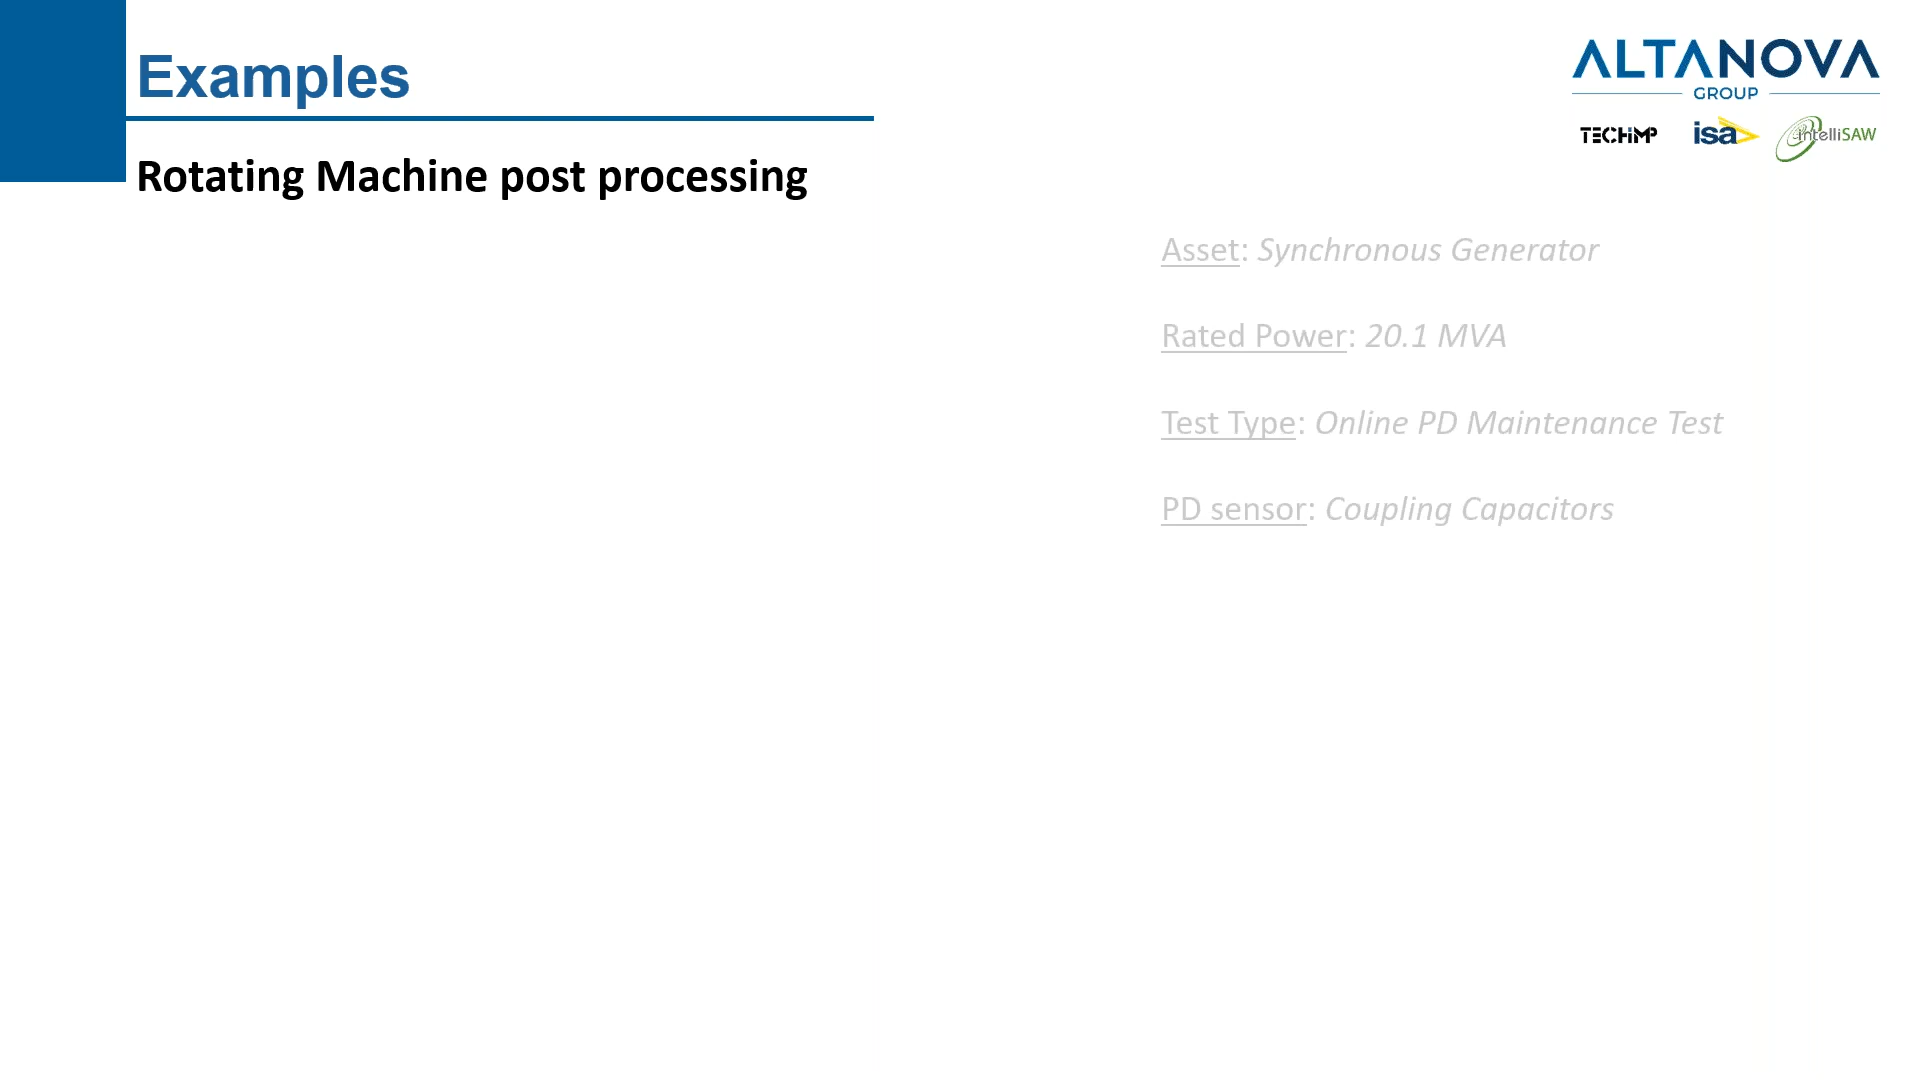 Examples
ALTANOVA
GROUP
TECHIMP
isa
intelliSAW
Rotating Machine post processing
Asset: Synchronous Generator
Rated Power: 20.1 MVA
Test Type: Online PD Maintenance Test
PD sensor: Coupling Capacitors